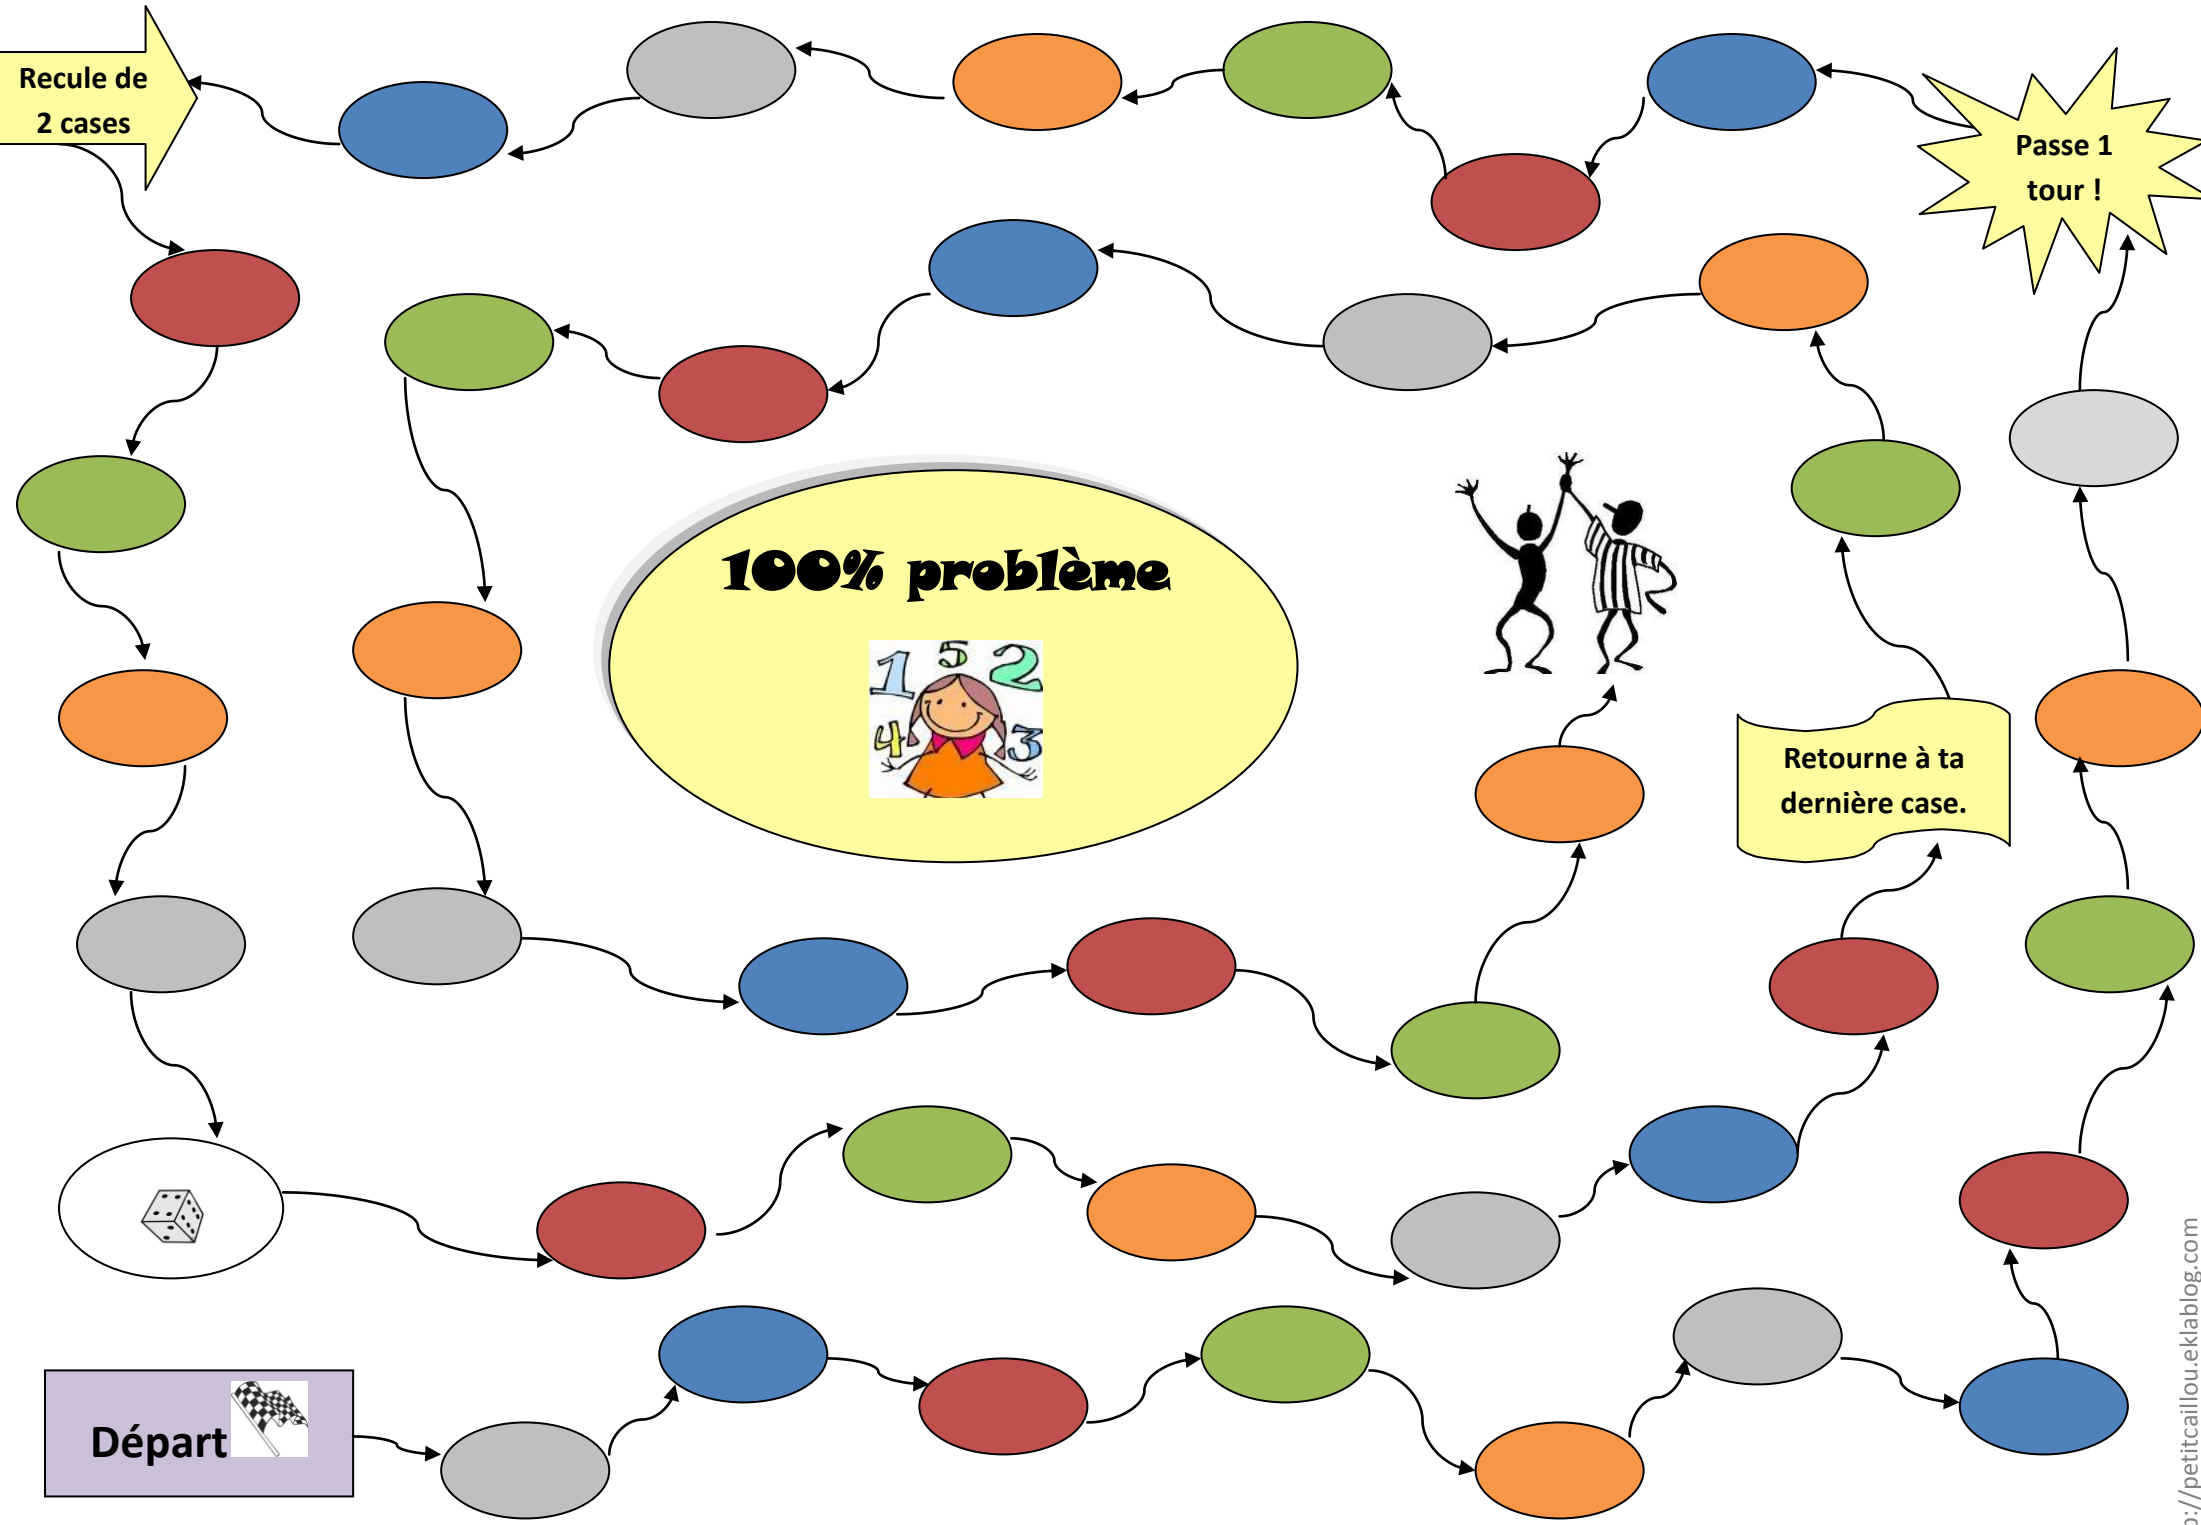 Recule de
2 cases
Passe 1
tour !
100% problème
1 5 2
4 3
Retourne à ta
dernière case.
Départ
://petitcaillou.eklablog.com